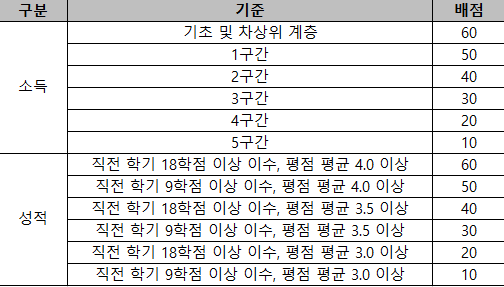 구분 기준 배점
소득
기초 및 차상위 계층 60
1구간 50
2구간 40
3구간 30
4구간 20
5구간 10
성적
직전 학기 18학점 이상 이수, 평점 평균 4.0 이상 60
직전 학기 9학점 이상 이수, 평점 평균 4.0 이상 50
직전 학기 18학점 이상 이수, 평점 평균 3.5 이상 40
직전 학기 9학점 이상 이수, 평점 평균 3.5 이상 30
직전 학기 18학점 이상 이수, 평점 평균 3.0 이상 20
직전 학기 9학점 이상 이수, 평점 평균 3.0 이상 10